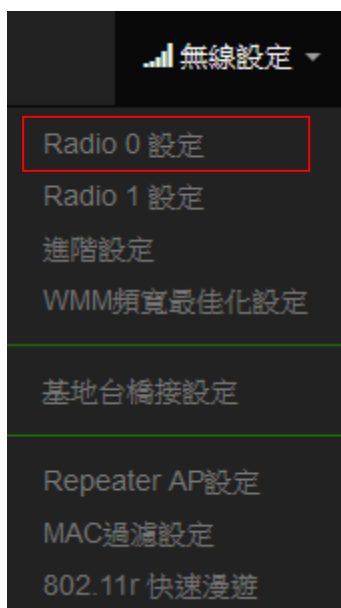 無線設定
Radio 0 設定
Radio 1 設定
進階設定
WMM頻寬最佳化設定
基地台橋接設定
Repeater AP設定
MAC過濾設定
802.11r 快速漫遊